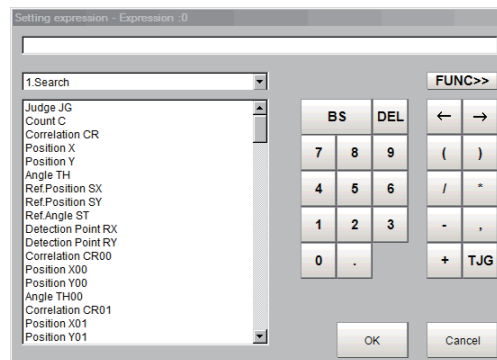 Setting expression - Expression :0
1.Search
FUNC>>
Judge JG
Count C
Correlation CR
Position X
Position Y
Angle TH
Ref.Position SX
Ref.Position SY
Ref.Angle ST
Detection Point RX
Detection Point RY
Correlation CR00
Position X00
Position Y00
Angle TH00
Correlation CR01
Position X01
Position Y01
BS DEL ← →
7 8 9 ( )
4 5 6 / *
1 2 3 - ,
0 . + TJG
OK Cancel